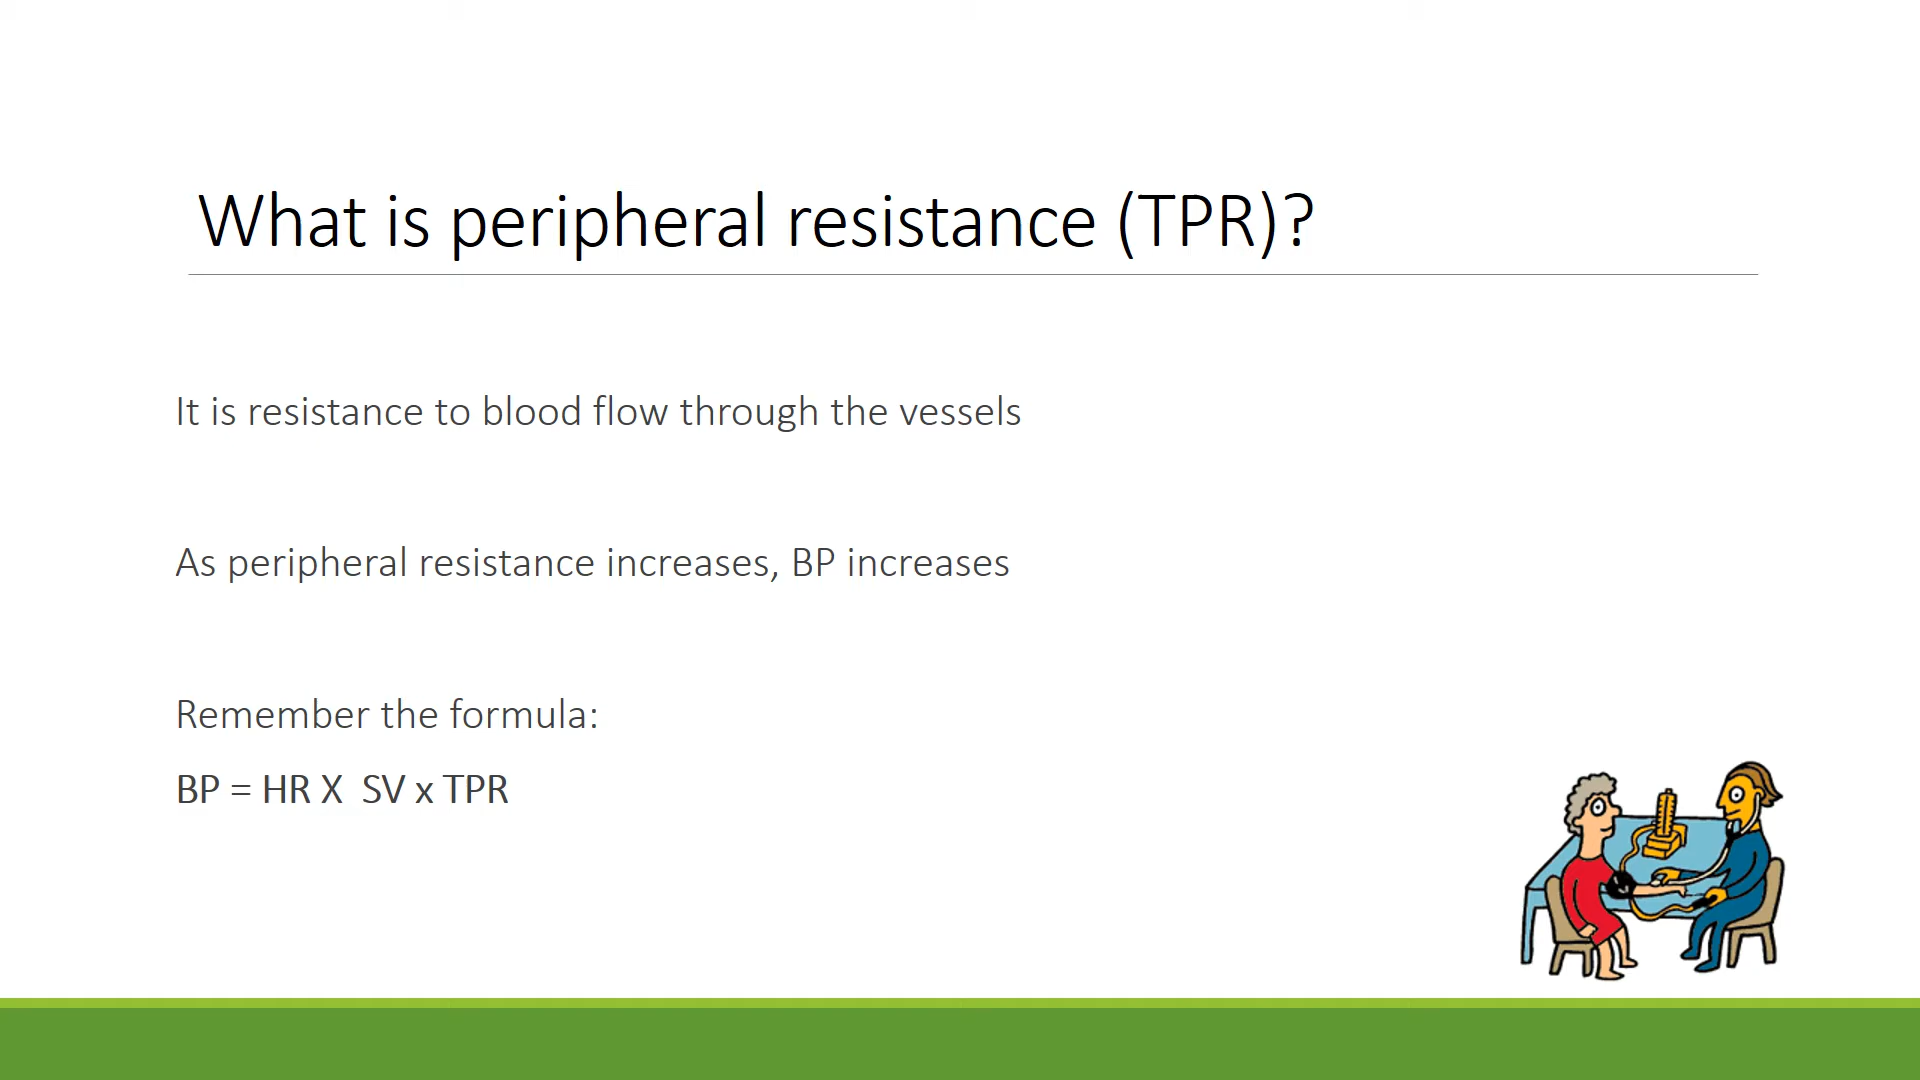 What is peripheral resistance (TPR)?
It is resistance to blood flow through the vessels
As peripheral resistance increases, BP increases
Remember the formula:
BP = HR X  SV x TPR